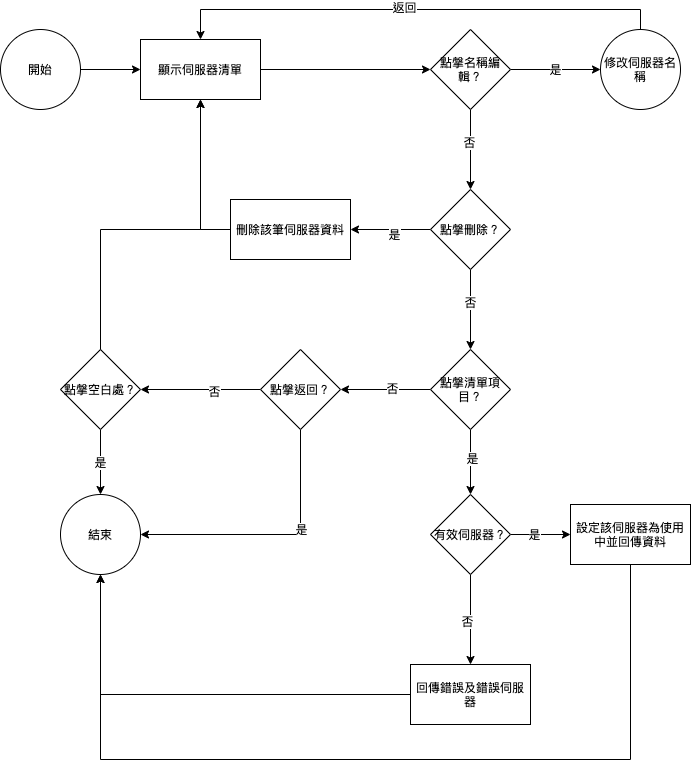 返回
開始
顯示伺服器清單
點擊名稱編
輯？
是
修改伺服器名
稱
否
刪除該筆伺服器資料
是
點擊刪除？
否
點擊空白處？
否
點擊返回？
否
點擊清單項
目？
是
是
結束
是
有效伺服器？
是
設定該伺服器為使用
中並回傳資料
否
回傳錯誤及錯誤伺服
器